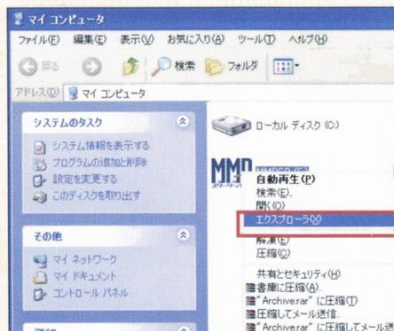 マイ コンピュータ
ファイル(F) 編集(E) 表示(V) お気に入り(A) ツール(T) ヘルプ(H)
戻る 検索 フォルダ
アドレス(D) マイ コンピュータ
システムのタスク
システム情報を表示する
プログラムの追加と削除
設定を変更する
このディスクを取り出す
その他
マイ ネットワーク
マイ ドキュメント
コントロール パネル
ローカル ディスク (C:)
MMD
自動再生(P)
検索(E)...
開く(O)
エクスプローラ(X)
解凍(E)
圧縮(C)
共有とセキュリティ(H)
書庫に圧縮(A)
"Archive.rar" に圧縮(T)
圧縮してメール送信...
"Archive.rar" に圧縮してメール送